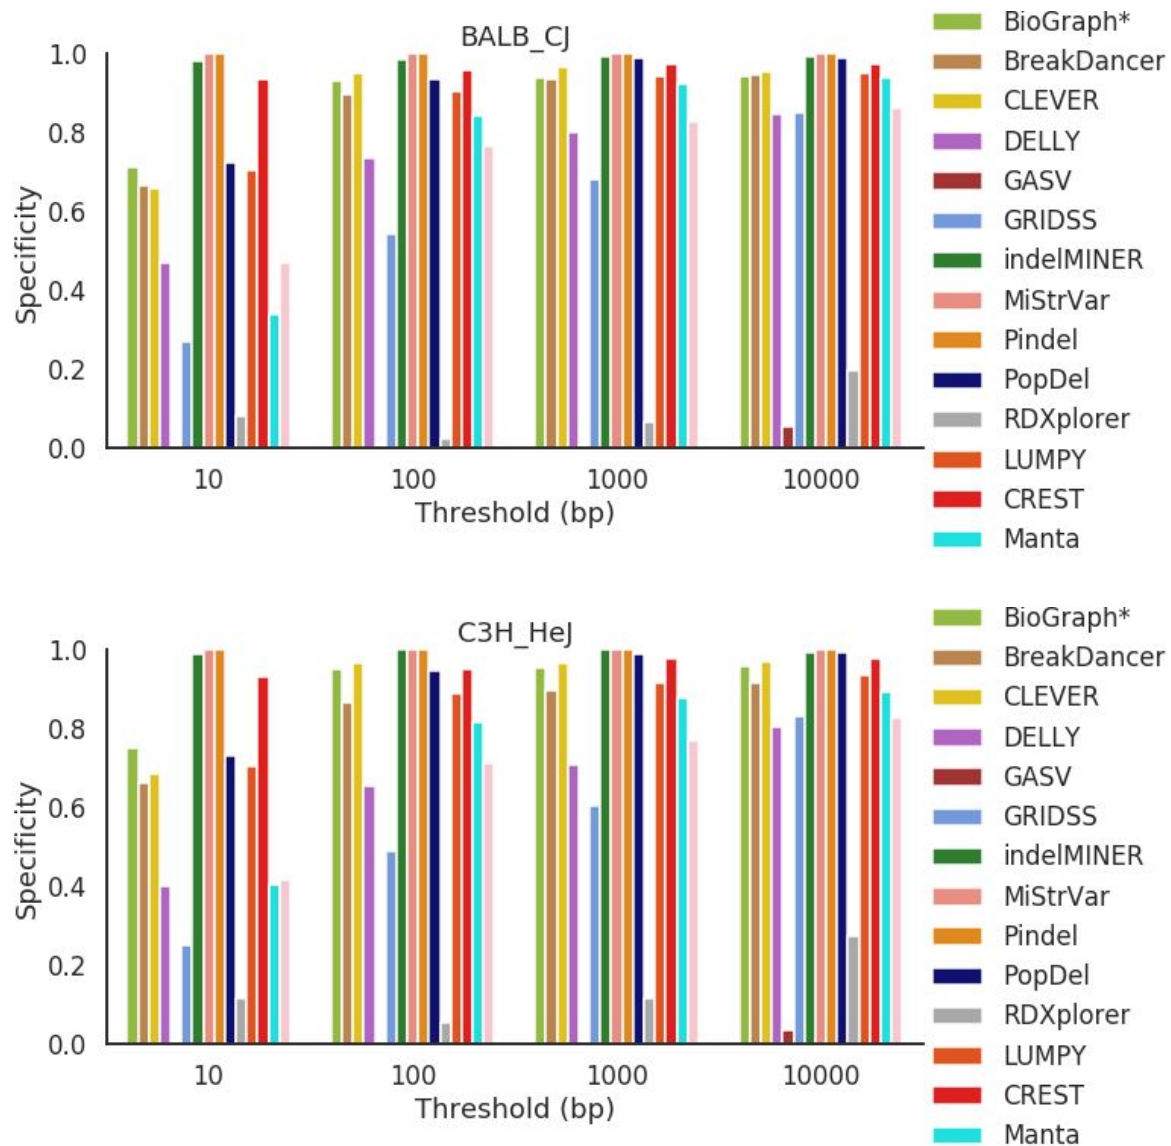 BALB_CJ
Specificity
1.0
0.8
0.6
0.4
0.2
0.0
10 100 1000 10000
Threshold (bp)
BioGraph*
BreakDancer
CLEVER
DELLY
GASV
GRIDSS
indelMINER
MiStrVar
Pindel
PopDel
RDXplorer
LUMPY
CREST
Manta
C3H_HeJ
Specificity
1.0
0.8
0.6
0.4
0.2
0.0
10 100 1000 10000
Threshold (bp)
BioGraph*
BreakDancer
CLEVER
DELLY
GASV
GRIDSS
indelMINER
MiStrVar
Pindel
PopDel
RDXplorer
LUMPY
CREST
Manta